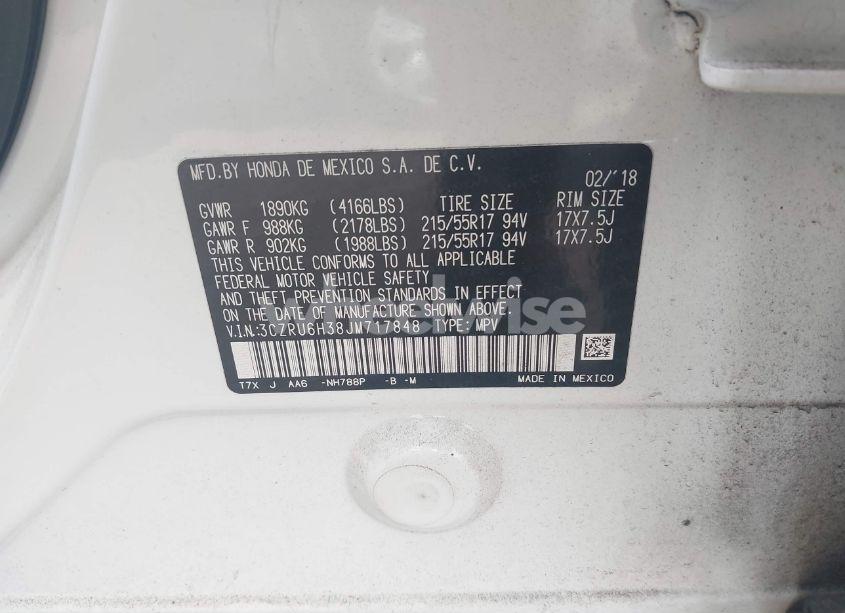 MFD.BY HONDA DE MEXICO S.A. DE C.V.
02/'18
GVWR 1890KG (4166LBS) TIRE SIZE RIM SIZE
GAWR F 988KG (2178LBS) 215/55R17 94V 17X7.5J
GAWR R 902KG (1988LBS) 215/55R17 94V 17X7.5J
THIS VEHICLE CONFORMS TO ALL APPLICABLE
FEDERAL MOTOR VEHICLE SAFETY
AND THEFT PREVENTION STANDARDS IN EFFECT
ON THE DATE OF MANUFACTURE SHOWN ABOVE.
V.I.N:3CZRU6H38JM717848 TYPE: MPV
T7X J AA6 -NH788P -B -M MADE IN MEXICO